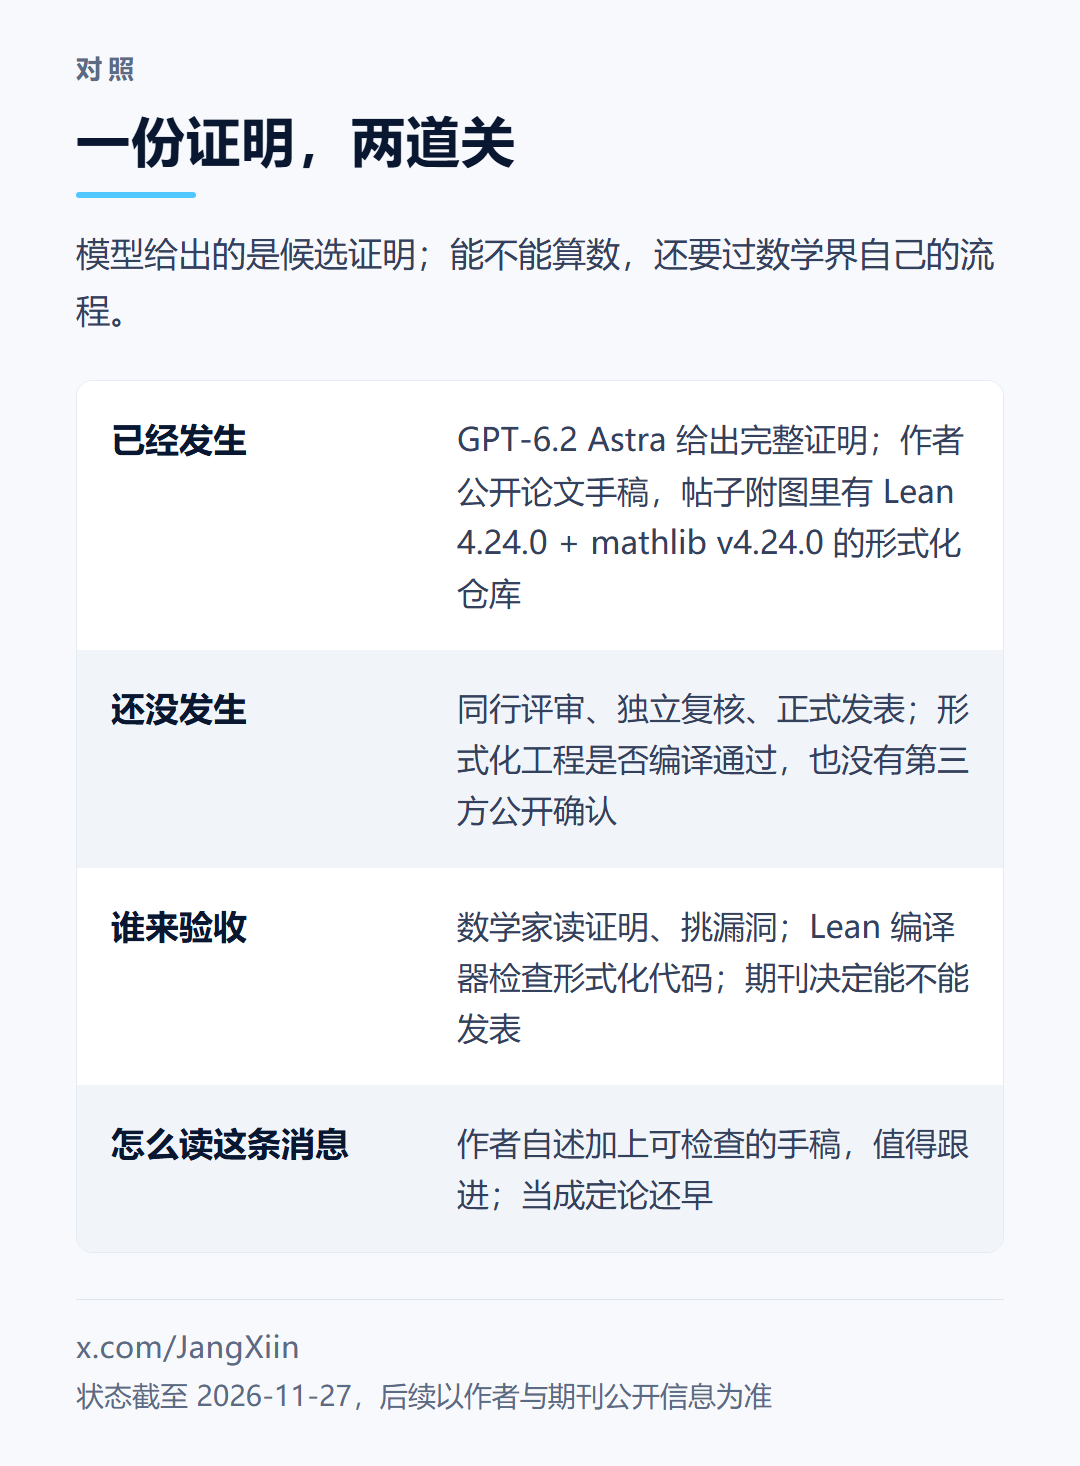 对照
一份证明，两道关
模型给出的是候选证明；能不能算数，还要过数学界自己的流
程。
已经发生
GPT-6.2 Astra 给出完整证明；作者
公开论文手稿，帖子附图里有 Lean
4.24.0 + mathlib v4.24.0 的形式化
仓库
还没发生
同行评审、独立复核、正式发表；形
式化工程是否编译通过，也没有第三
方公开确认
谁来验收
数学家读证明、挑漏洞；Lean 编译
器检查形式化代码；期刊决定能不能
发表
怎么读这条消息
作者自述加上可检查的手稿，值得跟
进；当成定论还早
x.com/JangXiin
状态截至 2026-11-27，后续以作者与期刊公开信息为准